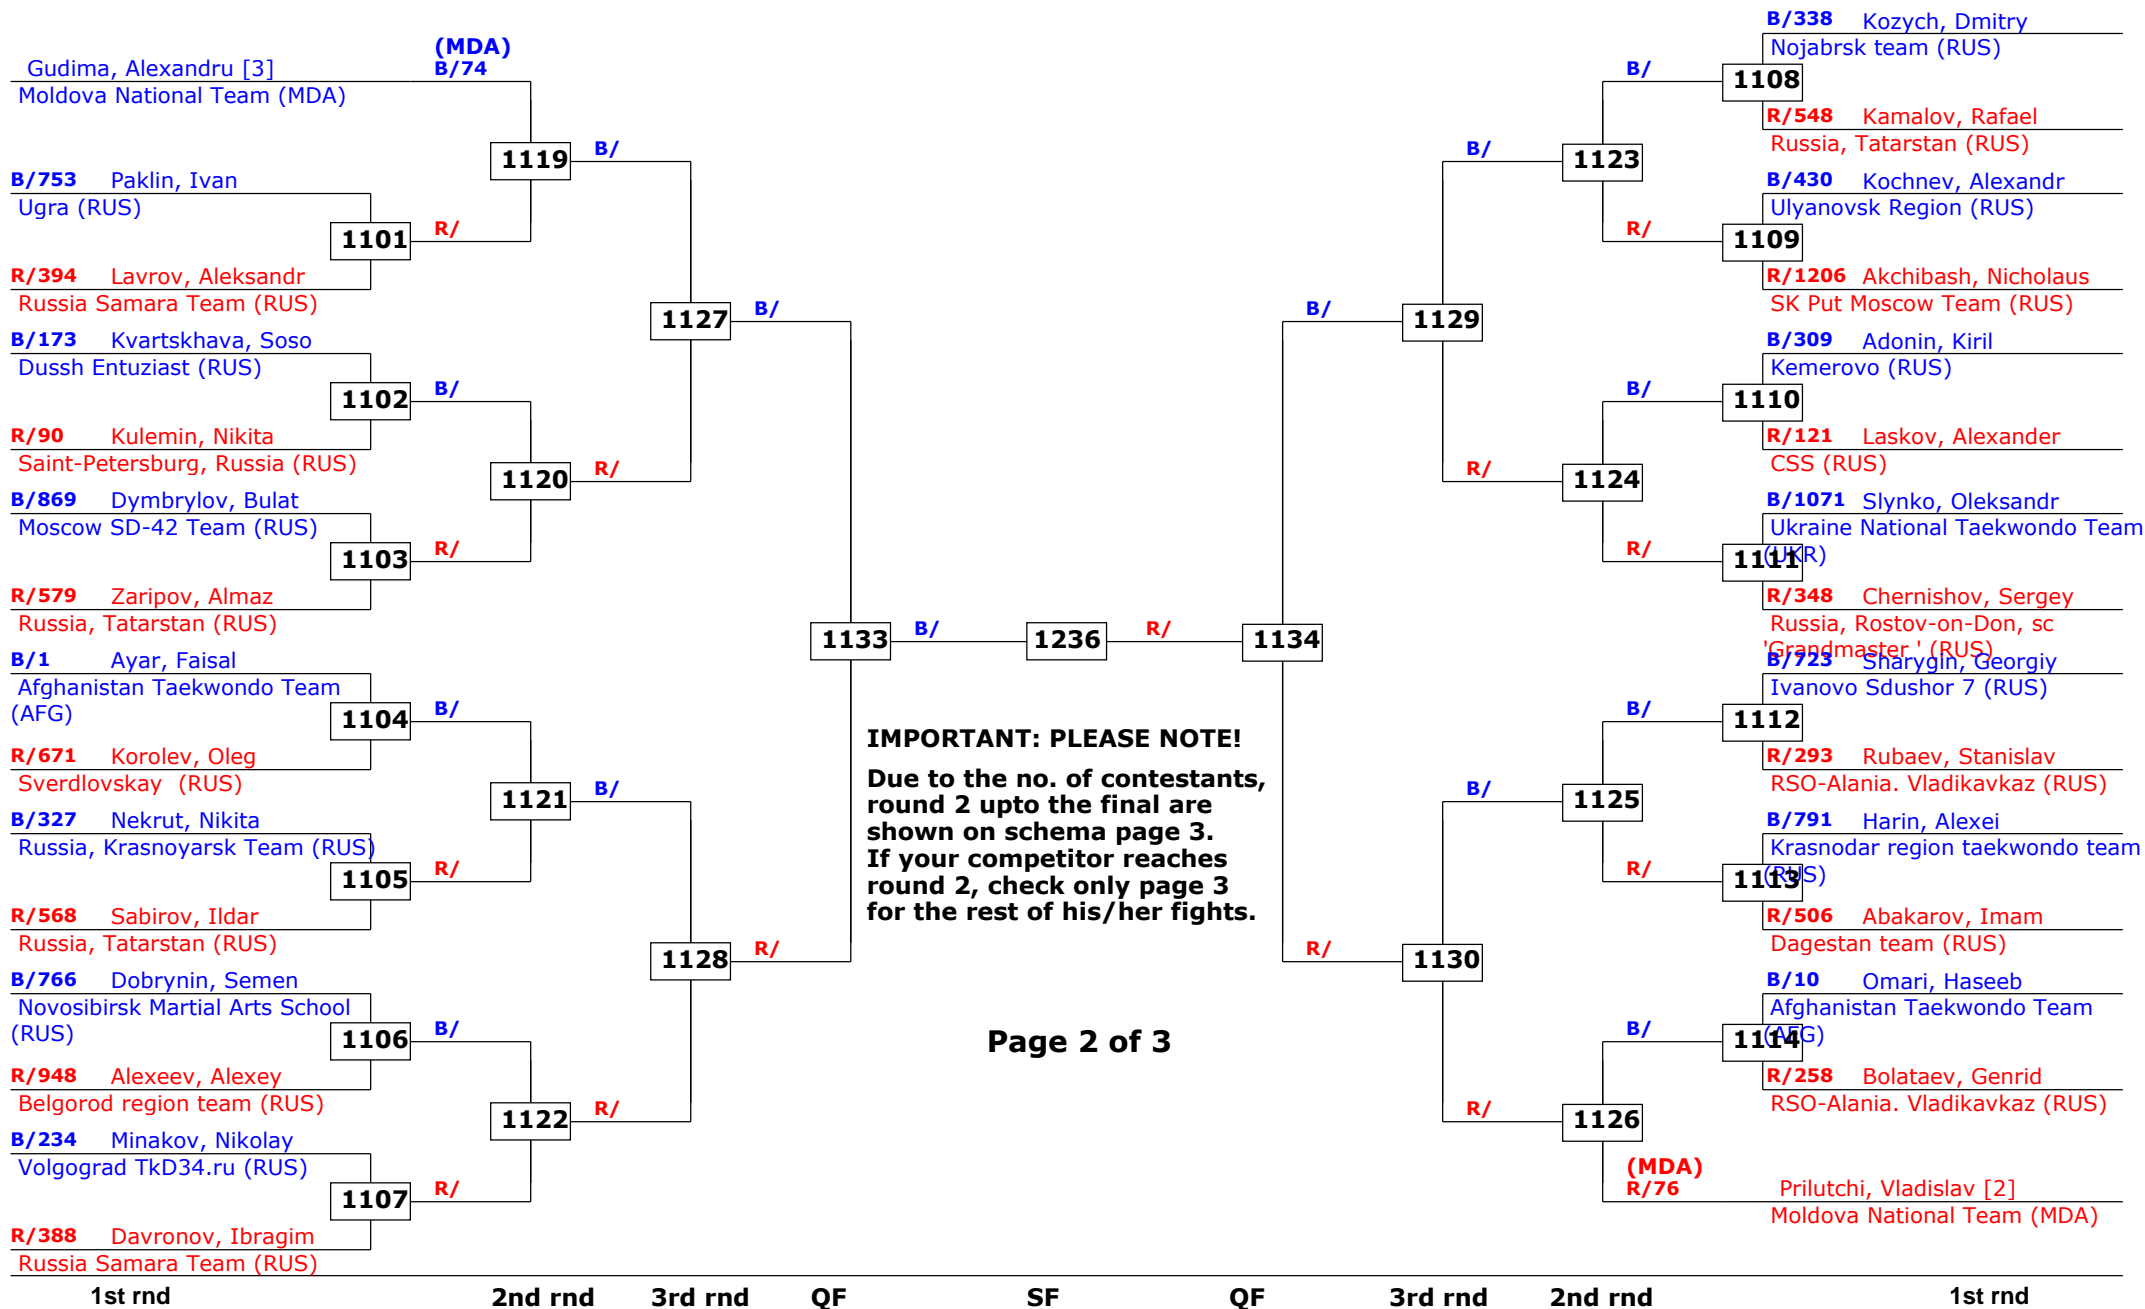 (MDA)
Gudima, Alexandru [3] B/74
Moldova National Team (MDA)
1119 B/
B/753 Paklin, Ivan
Ugra (RUS)
1101 R/
R/394 Lavrov, Aleksandr
Russia Samara Team (RUS)
1127 B/
B/173 Kvartskhava, Soso
Dussh Entuziast (RUS)
1102 B/
R/90 Kulemin, Nikita
Saint-Petersburg, Russia (RUS)
1120 R/
B/869 Dymbrylov, Bulat
Moscow SD-42 Team (RUS)
1103 R/
R/579 Zaripov, Almaz
Russia, Tatarstan (RUS)
1133 B/ 1236 R/ 1134
B/1 Ayar, Faisal
Afghanistan Taekwondo Team
(AFG)
1104 B/
R/671 Korolev, Oleg
Sverdlovskay (RUS)
1121 B/
B/327 Nekrut, Nikita
Russia, Krasnoyarsk Team (RUS)
1105 R/
R/568 Sabirov, Ildar
Russia, Tatarstan (RUS)
1128 R/
B/766 Dobrynin, Semen
Novosibirsk Martial Arts School
(RUS)
1106 B/
R/948 Alexeev, Alexey
Belgorod region team (RUS)
1122 R/
B/234 Minakov, Nikolay
Volgograd TkD34.ru (RUS)
1107 R/
R/388 Davronov, Ibragim
Russia Samara Team (RUS)
IMPORTANT: PLEASE NOTE!
Due to the no. of contestants,
round 2 upto the final are
shown on schema page 3.
If your competitor reaches
round 2, check only page 3
for the rest of his/her fights.
Page 2 of 3
B/338 Kozych, Dmitry
Nojabrsk team (RUS)
B/ 1108
R/548 Kamalov, Rafael
Russia, Tatarstan (RUS)
B/ 1123
B/430 Kochnev, Alexandr
Ulyanovsk Region (RUS)
R/ 1109
R/1206 Akchibash, Nicholaus
SK Put Moscow Team (RUS)
B/ 1129
B/309 Adonin, Kiril
Kemerovo (RUS)
B/ 1110
R/121 Laskov, Alexander
CSS (RUS)
R/ 1124
B/1071 Slynko, Oleksandr
Ukraine National Taekwondo Team
(UKR)
R/ 1111
R/348 Chernishov, Sergey
Russia, Rostov-on-Don, sc
'Grandmaster ' (RUS)
B/723 Sharygin, Georgiy
Ivanovo Sdushor 7 (RUS)
B/ 1112
R/293 Rubaev, Stanislav
RSO-Alania. Vladikavkaz (RUS)
B/ 1125
B/791 Harin, Alexei
Krasnodar region taekwondo team
(RUS)
R/ 1113
R/506 Abakarov, Imam
Dagestan team (RUS)
R/ 1130
B/10 Omari, Haseeb
Afghanistan Taekwondo Team
(AFG)
B/ 1114
R/258 Bolataev, Genrid
RSO-Alania. Vladikavkaz (RUS)
R/ 1126
(MDA)
R/76 Prilutchi, Vladislav [2]
Moldova National Team (MDA)
1st rnd 2nd rnd 3rd rnd QF SF QF 3rd rnd 2nd rnd 1st rnd